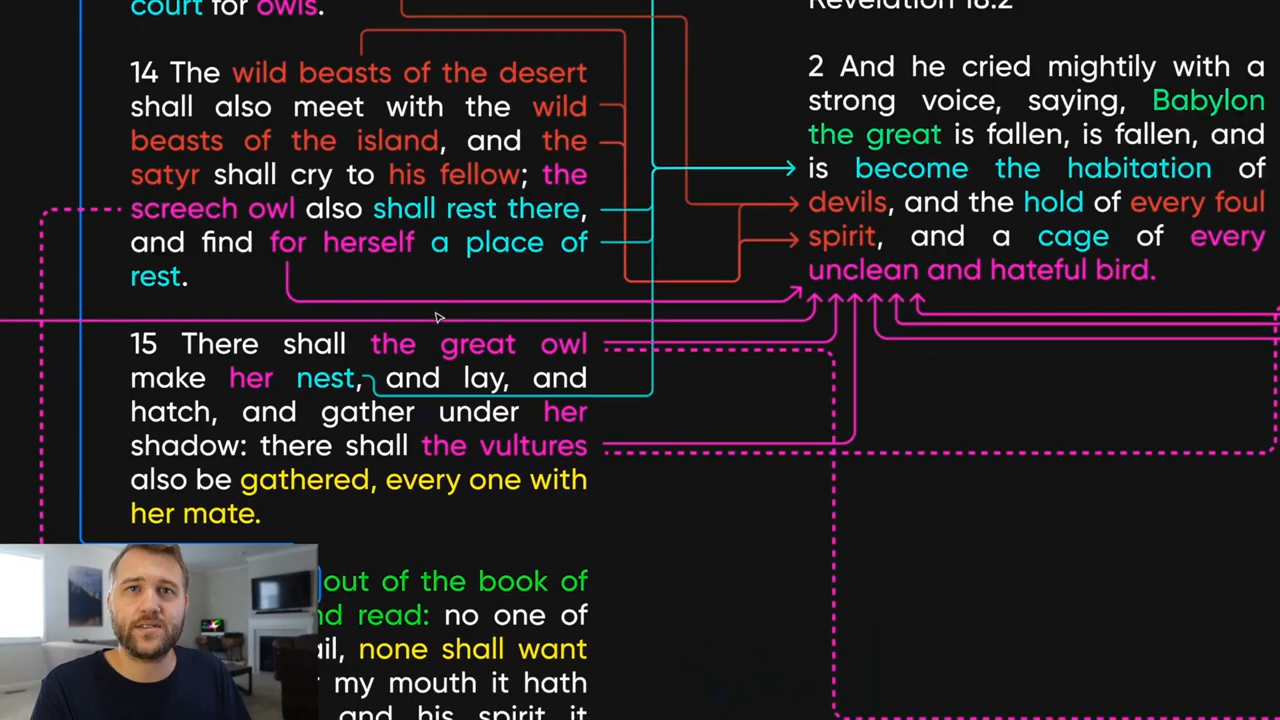 court for owls.
14 The wild beasts of the desert
shall also meet with the wild
beasts of the island, and the
satyr shall cry to his fellow; the
screech owl also shall rest there,
and find for herself a place of
rest.
15 There shall the great owl
make her nest, and lay, and
hatch, and gather under her
shadow: there shall the vultures
also be gathered, every one with
her mate.
out of the book of
nd read: no one of
ail, none shall want
my mouth it hath
and his spirit it
Revelation 18:2
2 And he cried mightily with a
strong voice, saying, Babylon
the great is fallen, is fallen, and
is become the habitation of
devils, and the hold of every foul
spirit, and a cage of every
unclean and hateful bird.